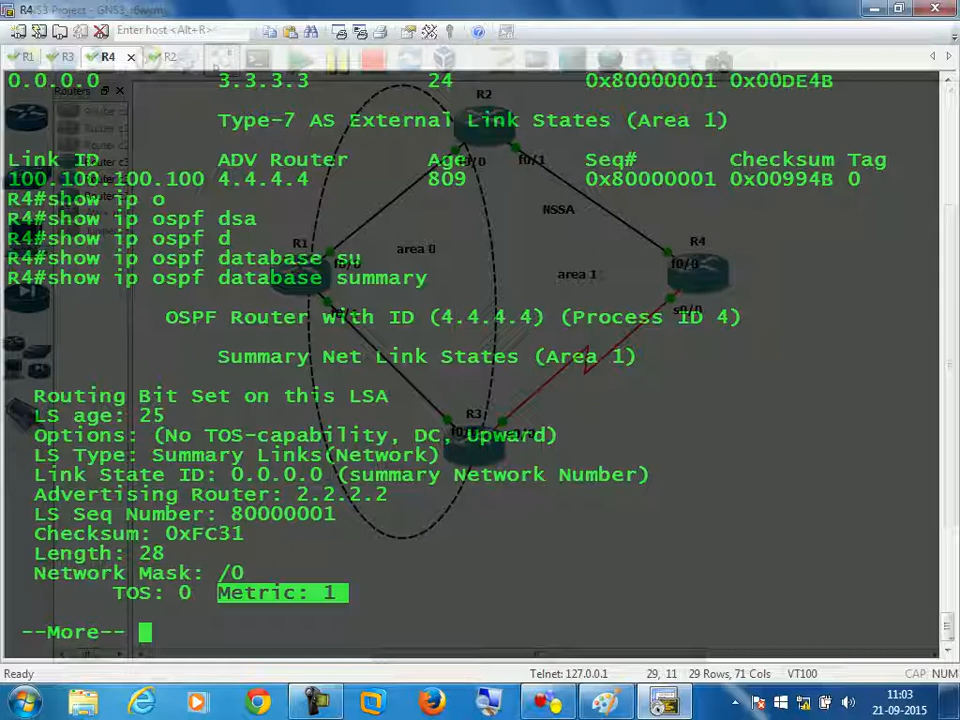 R4
Enter host <Alt+R>
R1 R3 R4 R2
0.0.0.0 3.3.3.3 24 0x80000001 0x00DE4B
Routers
R2
Type-7 AS External Link States (Area 1)
f0/1
Link ID ADV Router Age Seq# Checksum Tag
100.100.100.100 4.4.4.4 809 0x80000001 0x00994B 0
R4#show ip o
NSSA
R4#show ip ospf dsa
R4#show ip ospf d
R1
area 0
R4
R4#show ip ospf database su
f0/0
R4#show ip ospf database summary
area 1
OSPF Router with ID (4.4.4.4) (Process ID 4)
s0/0
Summary Net Link States (Area 1)
Routing Bit Set on this LSA
LS age: 25
R3
Options: (No TOS-capability, DC, Upward)
LS Type: Summary Links(Network)
Link State ID: 0.0.0.0 (summary Network Number)
Advertising Router: 2.2.2.2
LS Seq Number: 80000001
Checksum: 0xFC31
Length: 28
Network Mask: /0
TOS: 0 Metric: 1
--More--
Ready Telnet: 127.0.0.1 29, 11 29 Rows, 71 Cols VT100 CAP NUM
11:03
21-09-2015